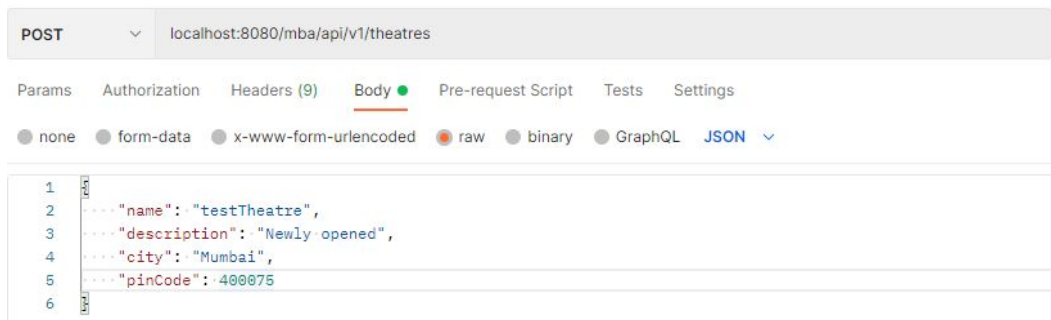 POST localhost:8080/mba/api/v1/theatres
Params Authorization Headers (9) Body Pre-request Script Tests Settings
none form-data x-www-form-urlencoded raw binary GraphQL JSON
1 {
2 "name": "testTheatre",
3 "description": "Newly opened",
4 "city": "Mumbai",
5 "pinCode": 400075
6 }